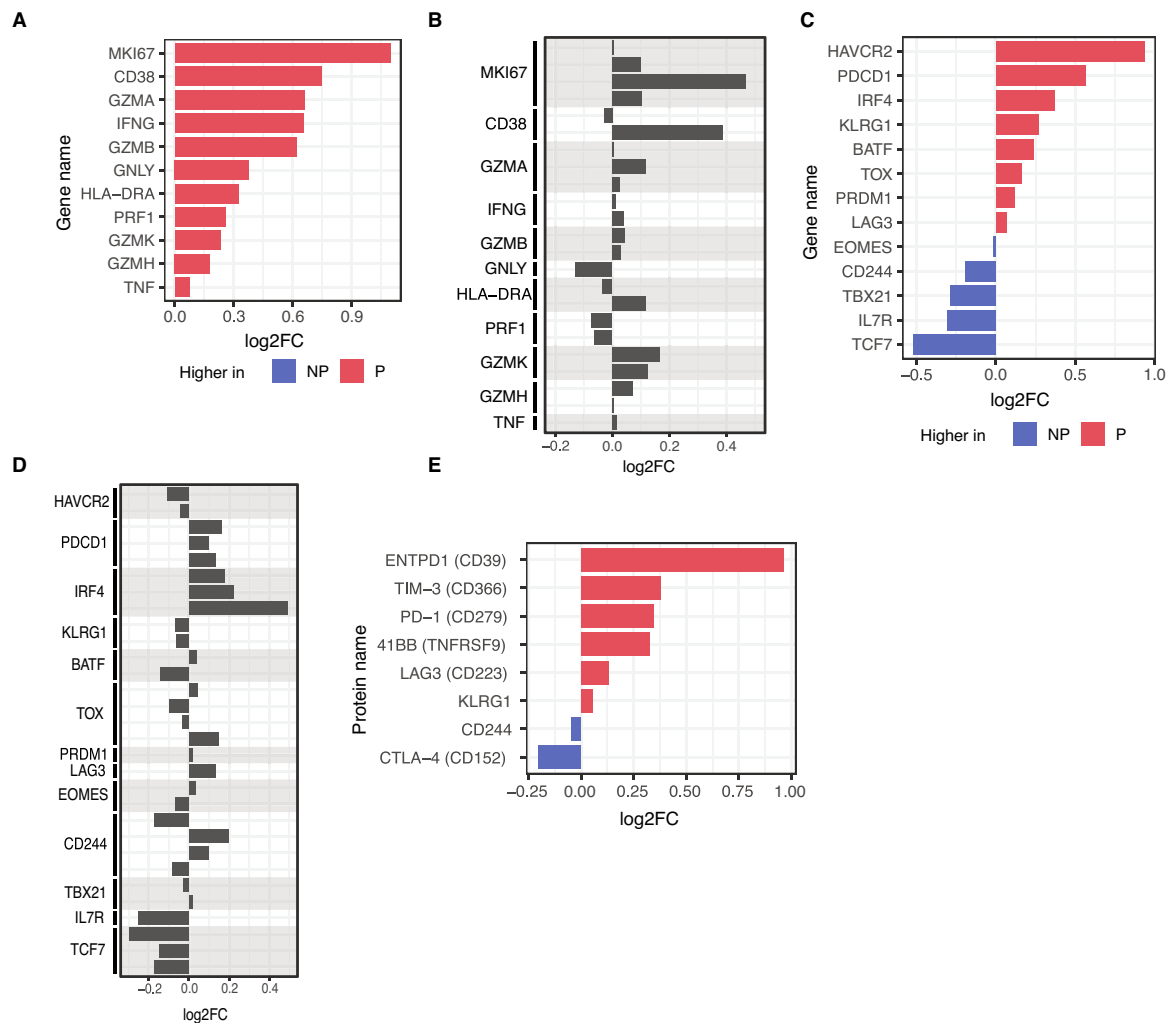 A
Gene name
MKI67
CD38
GZMA
IFNG
GZMB
GNLY
HLA−DRA
PRF1
GZMK
GZMH
TNF
0.0 0.3 0.6 0.9
log2FC
Higher in NP P
B
MKI67
CD38
GZMA
IFNG
GZMB
GNLY
HLA−DRA
PRF1
GZMK
GZMH
TNF
−0.2 0.0 0.2 0.4
log2FC
C
Gene name
HAVCR2
PDCD1
IRF4
KLRG1
BATF
TOX
PRDM1
LAG3
EOMES
CD244
TBX21
IL7R
TCF7
−0.5 0.0 0.5 1.0
log2FC
Higher in NP P
D
HAVCR2
PDCD1
IRF4
KLRG1
BATF
TOX
PRDM1
LAG3
EOMES
CD244
TBX21
IL7R
TCF7
−0.2 0.0 0.2 0.4
log2FC
E
Protein name
ENTPD1 (CD39)
TIM−3 (CD366)
PD−1 (CD279)
41BB (TNFRSF9)
LAG3 (CD223)
KLRG1
CD244
CTLA−4 (CD152)
−0.25 0.00 0.25 0.50 0.75 1.00
log2FC